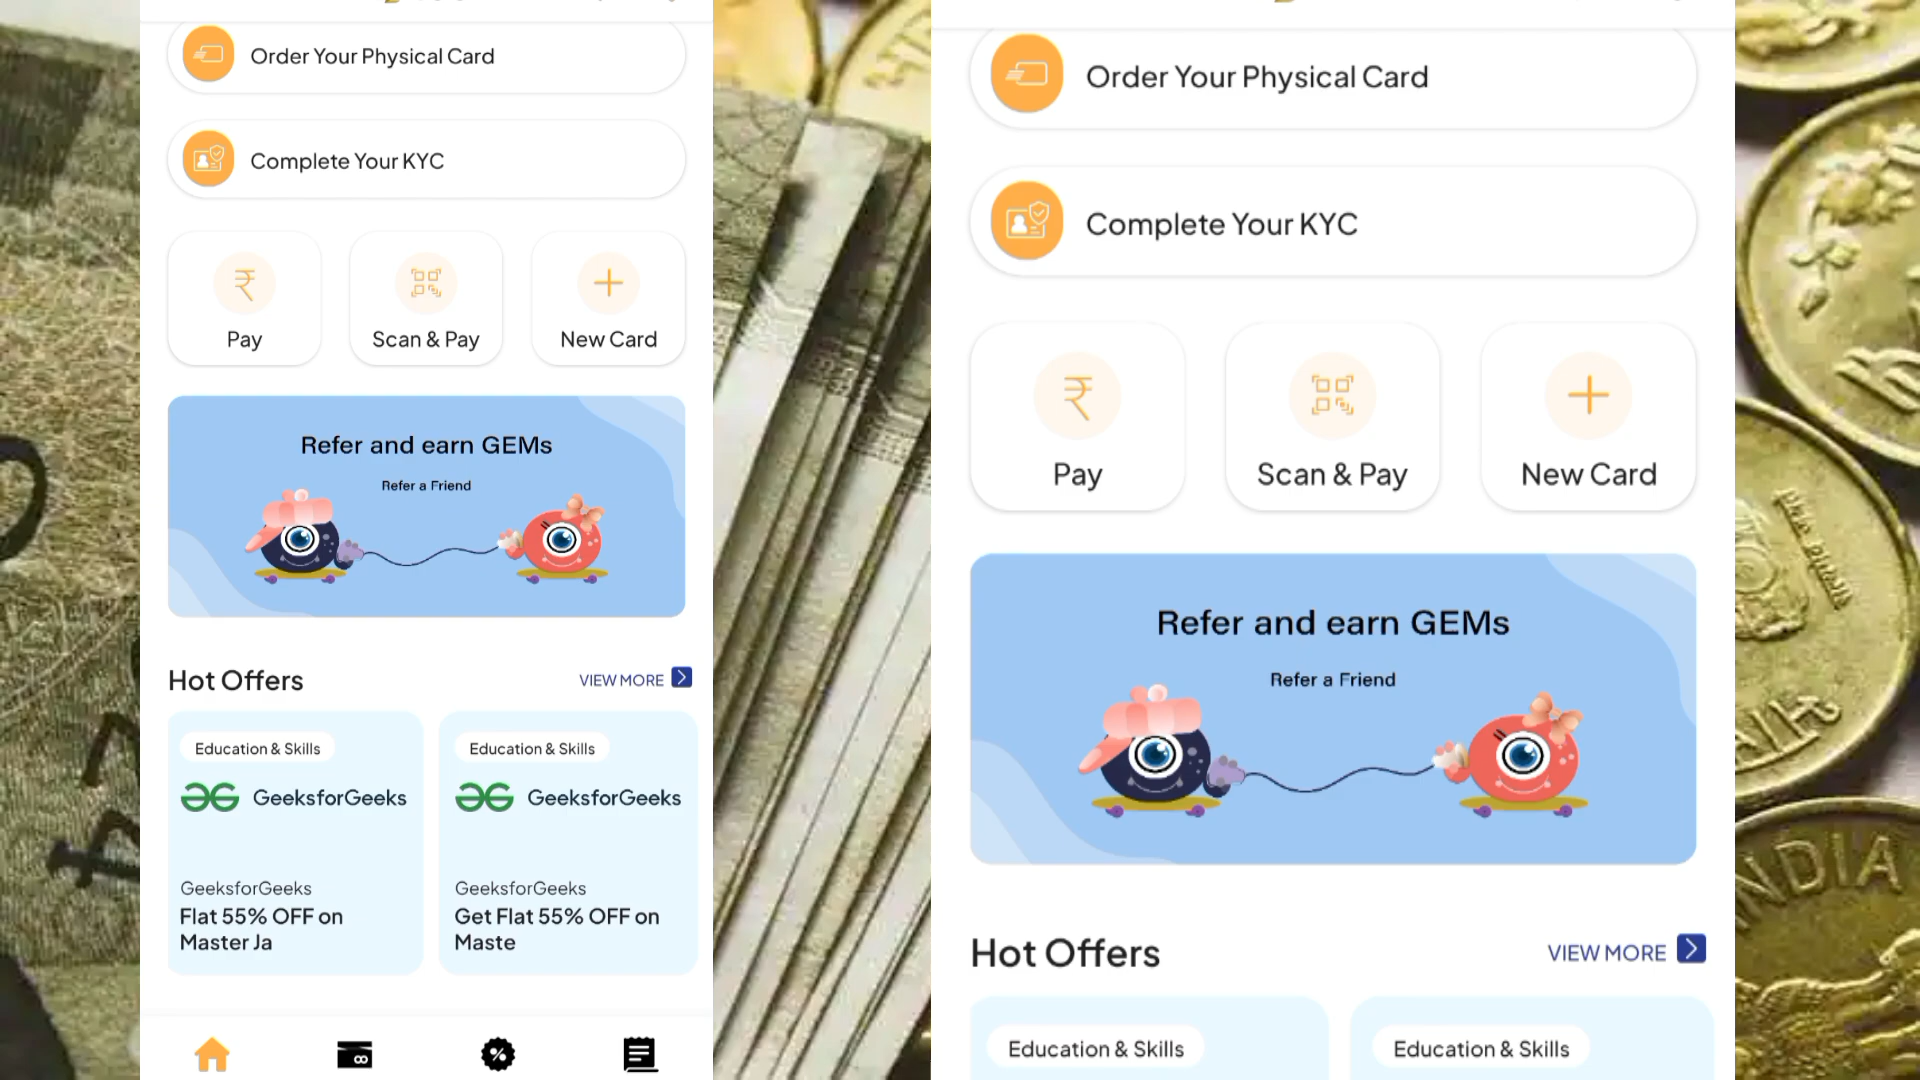 Order Your Physical Card
Complete Your KYC
Pay
Scan & Pay
New Card
Refer and earn GEMs
Refer a Friend
Hot Offers
VIEW MORE
Education & Skills
GeeksforGeeks
GeeksforGeeks
Flat 55% OFF on
Master Ja
Education & Skills
GeeksforGeeks
GeeksforGeeks
Get Flat 55% OFF on
Maste
Order Your Physical Card
Complete Your KYC
Pay
Scan & Pay
New Card
Refer and earn GEMs
Refer a Friend
Hot Offers
VIEW MORE
Education & Skills
Education & Skills
INDIA